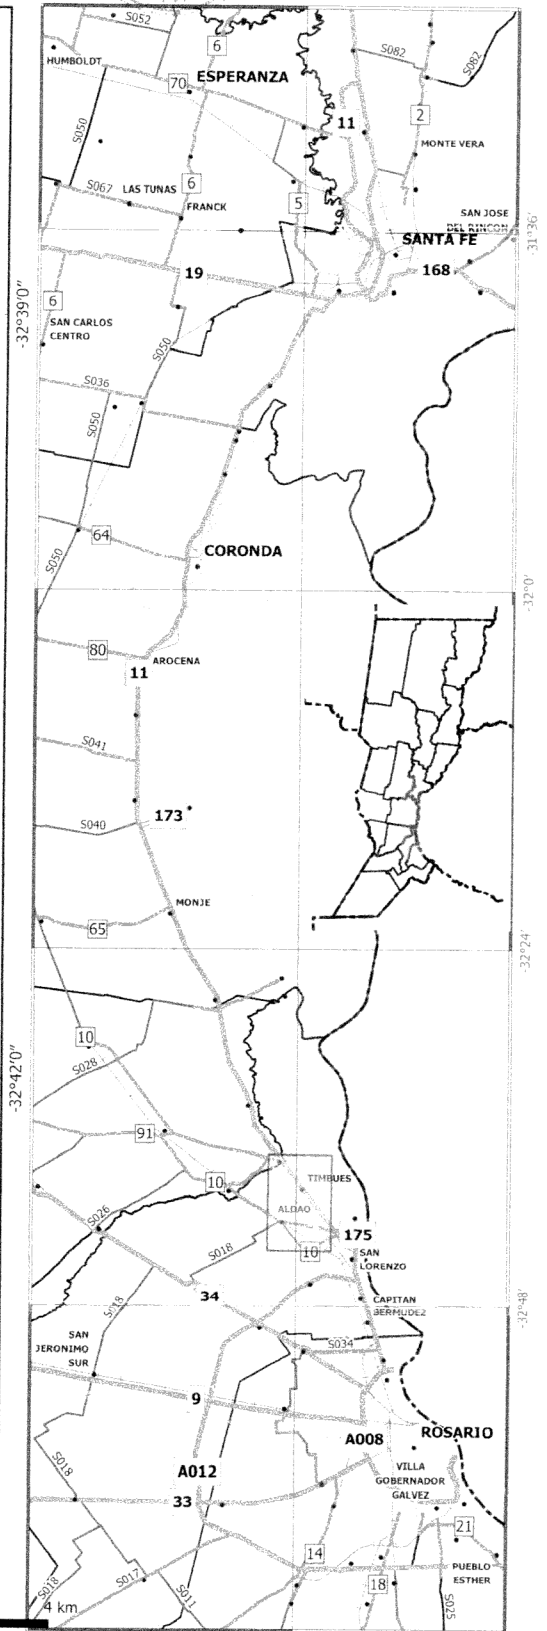 S052
6
S082
HUMBOLDT
70
ESPERANZA
S082
11
2
S050
MONTE VERA
S067
LAS TUNAS
6
FRANCK
5
SAN JOSE
DEL RINCON
-31°36'
SANTA FE
19
168
-32°39'0"
6
SAN CARLOS
CENTRO
S050
S036
S050
64
CORONDA
S050
-32°0'
80
AROCENA
11
S041
173
S040
MONJE
65
-32°24'
10
-32°42'0"
S028
91
10
TIMBUES
ALDAO
S026
10
175
S018
SAN
LORENZO
34
CAPITAN
BERMUDEZ
-32°48'
S018
SAN
JERONIMO
SUR
S034
9
A008
ROSARIO
A012
VILLA
GOBERNADOR
GALVEZ
S018
33
21
14
PUEBLO
ESTHER
S017
18
S018
S011
S025
4 km